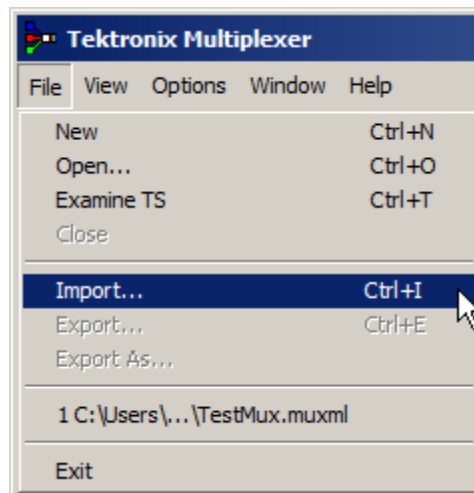 Tektronix Multiplexer
File View Options Window Help
New Ctrl+N
Open... Ctrl+O
Examine TS Ctrl+T
Close
Import... Ctrl+I
Export... Ctrl+E
Export As...
1 C:\Users\...\TestMux.muxml
Exit